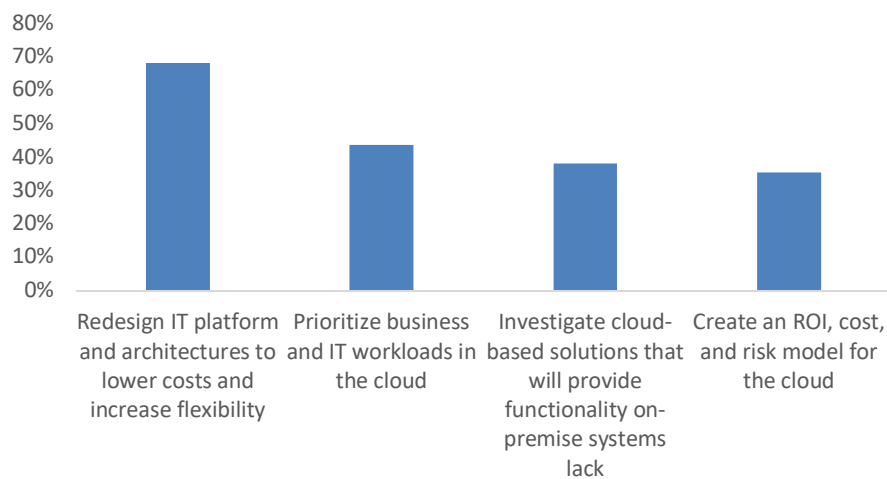 80%
70%
60%
50%
40%
30%
20%
10%
0%
Redesign IT platform
and architectures to
lower costs and
increase flexibility
Prioritize business
and IT workloads in
the cloud
Investigate cloud-
based solutions that
will provide
functionality on-
premise systems
lack
Create an ROI, cost,
and risk model for
the cloud